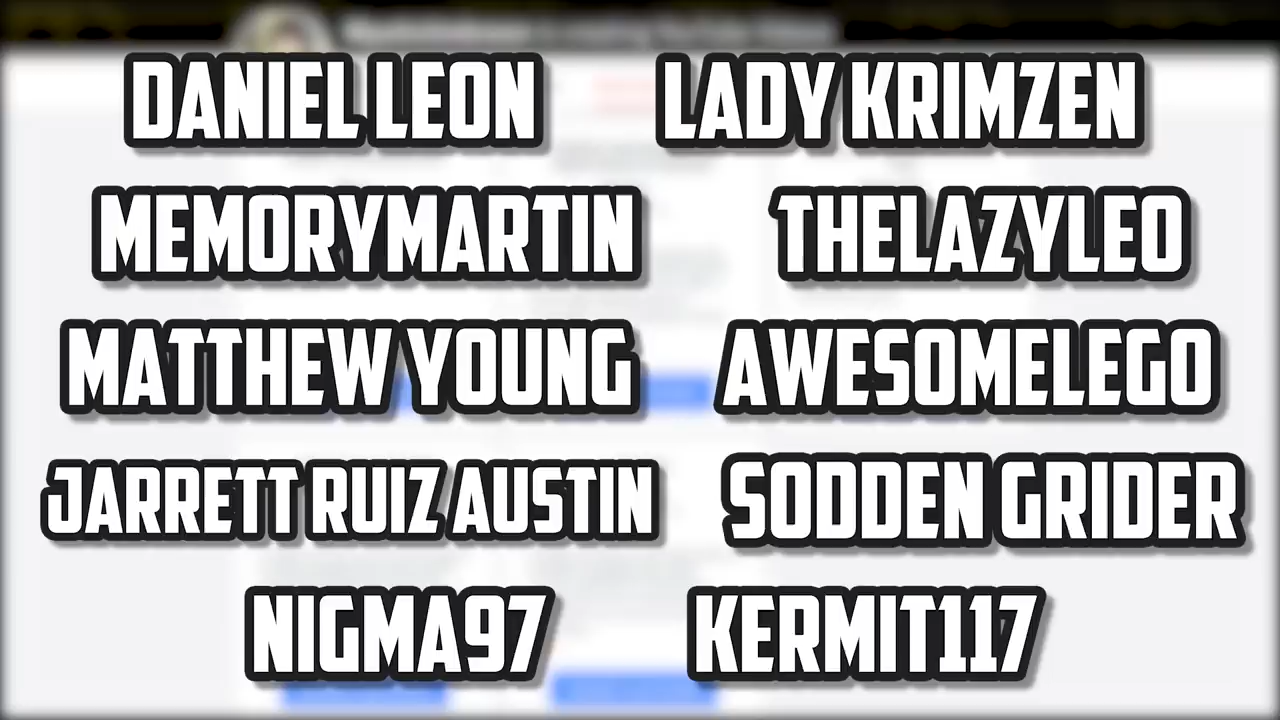 DANIEL LEON LADY KRIMZEN
MEMORYMARTIN THELAZYLEO
MATTHEW YOUNG AWESOMELEGO
JARRETT RUIZ AUSTIN SODDEN GRIDER
NIGMA97 KERMIT117